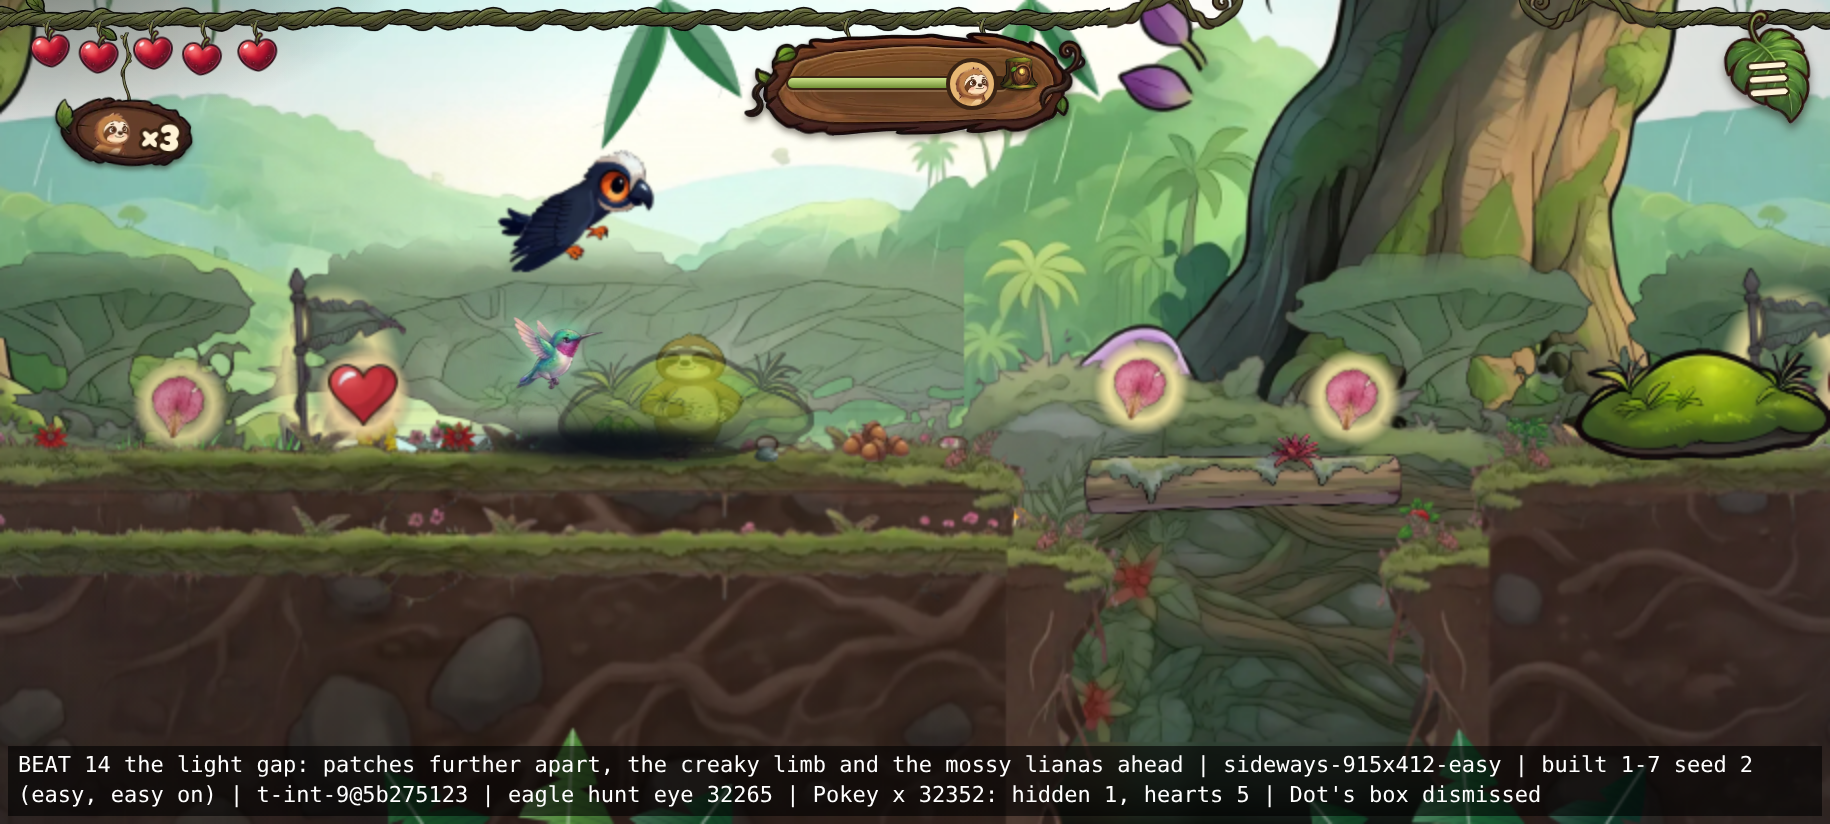 ×3
BEAT 14 the light gap: patches further apart, the creaky limb and the mossy lianas ahead | sideways-915x412-easy | built 1-7 seed 2
(easy, easy on) | t-int-9@5b275123 | eagle hunt eye 32265 | Pokey x 32352: hidden 1, hearts 5 | Dot's box dismissed